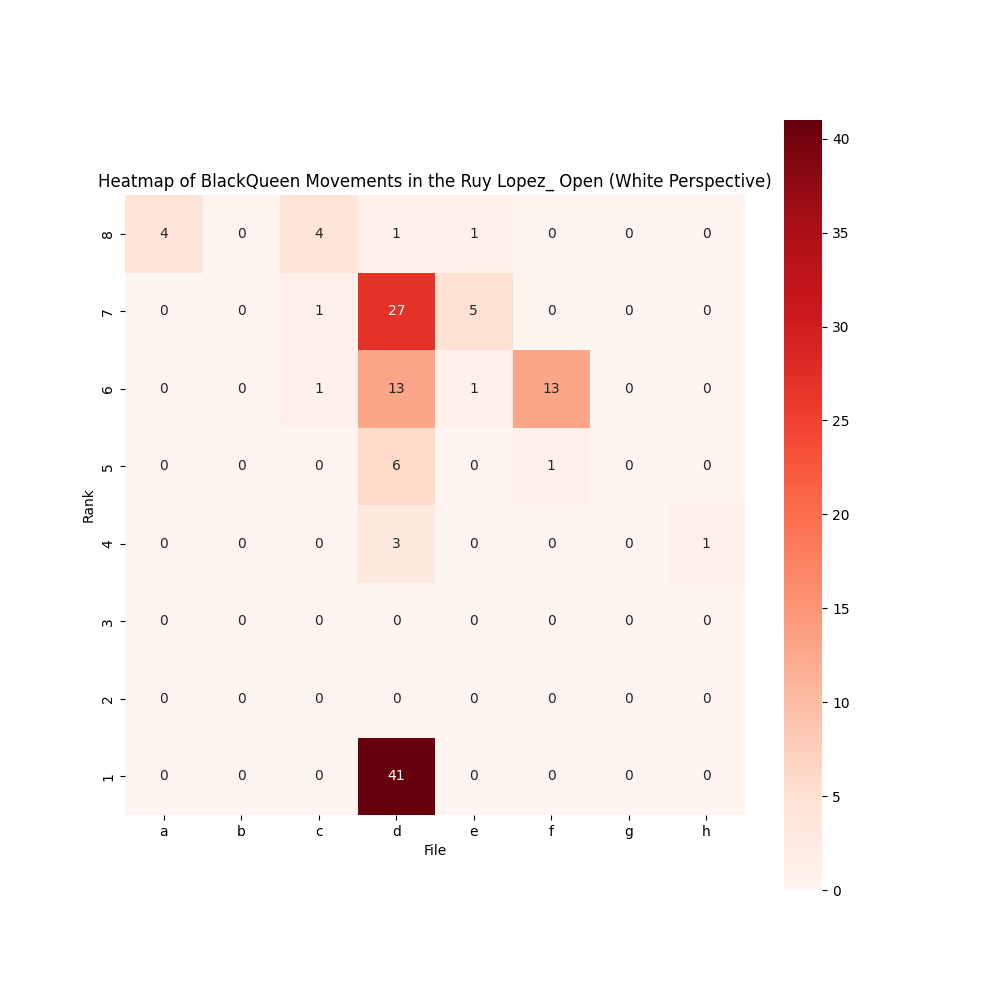 Heatmap of BlackQueen Movements in the Ruy Lopez_ Open (White Perspective)
40
35
30
25
20
15
10
5
0
Rank
8 4 0 4 1 1 0 0 0
7 0 0 1 27 5 0 0 0
6 0 0 1 13 1 13 0 0
5 0 0 0 6 0 1 0 0
4 0 0 0 3 0 0 0 1
3 0 0 0 0 0 0 0 0
2 0 0 0 0 0 0 0 0
1 0 0 0 41 0 0 0 0
a b c d e f g h
File